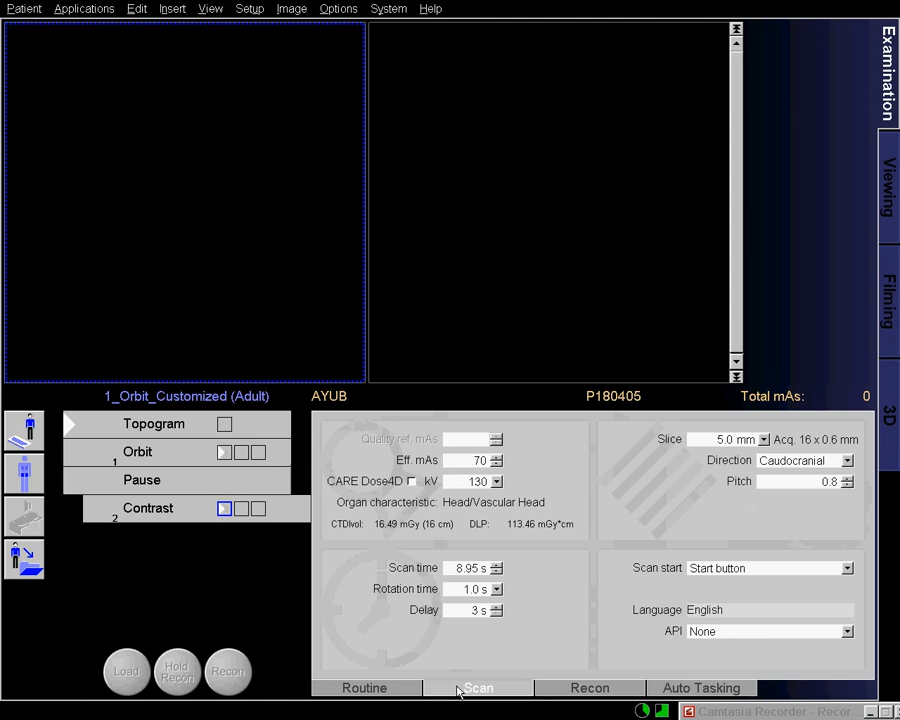 Patient Applications Edit Insert View Setup Image Options System Help
Examination
Viewing
Filming
3D
1_Orbit_Customized (Adult) AYUB P180405 Total mAs: 0
Topogram
1 Orbit
Pause
2 Contrast
Load
Hold
Recon
Recon
Quality ref. mAs
Eff. mAs 70
CARE Dose4D kV 130
Organ characteristic: Head/Vascular Head
CTDIvol: 16.49 mGy (16 cm) DLP: 113.46 mGy*cm
Slice 5.0 mm Acq. 16 x 0.6 mm
Direction Caudocranial
Pitch 0.8
Scan time 8.95 s
Rotation time 1.0 s
Delay 3 s
Scan start Start button
Language English
API None
Routine Scan Recon Auto Tasking
Camtasia Recorder - Recor...